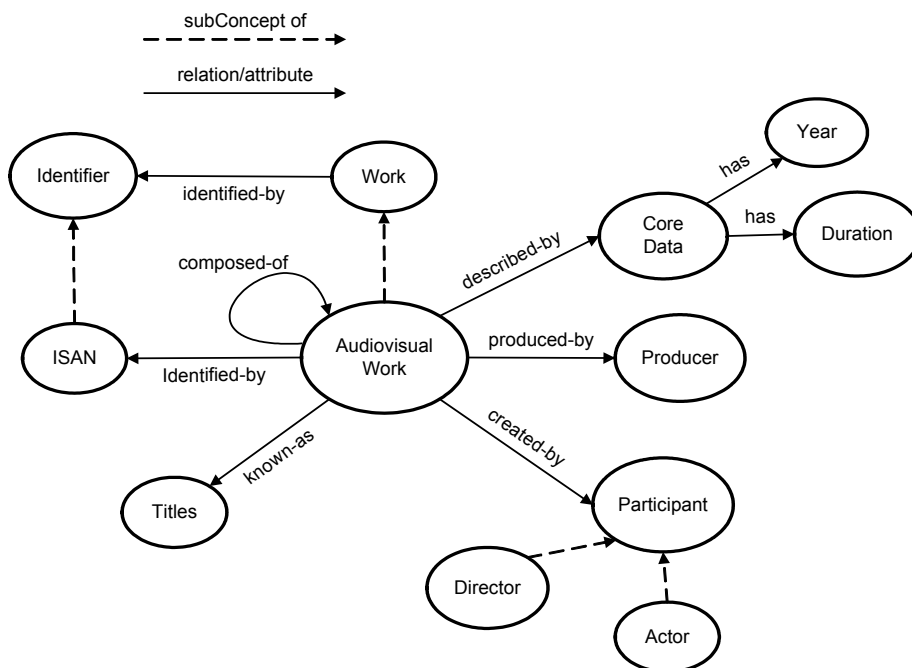 subConcept of
relation/attribute
Year
has
Identifier
Work
identified-by
Core
Data
has
Duration
described-by
composed-of
Audiovisual
Work
produced-by
Producer
ISAN
Identified-by
created-by
known-as
Titles
Participant
Director
Actor